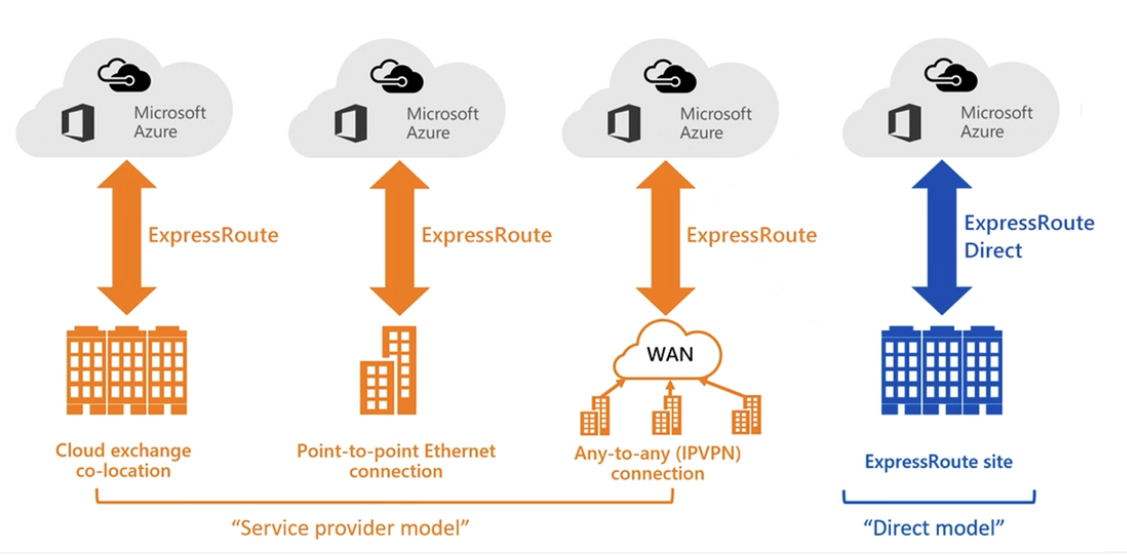 Microsoft
Azure
Microsoft
Azure
Microsoft
Azure
Microsoft
Azure
ExpressRoute
ExpressRoute
ExpressRoute
ExpressRoute
Direct
WAN
Cloud exchange
co-location
Point-to-point Ethernet
connection
Any-to-any (IPVPN)
connection
ExpressRoute site
“Service provider model”
“Direct model”